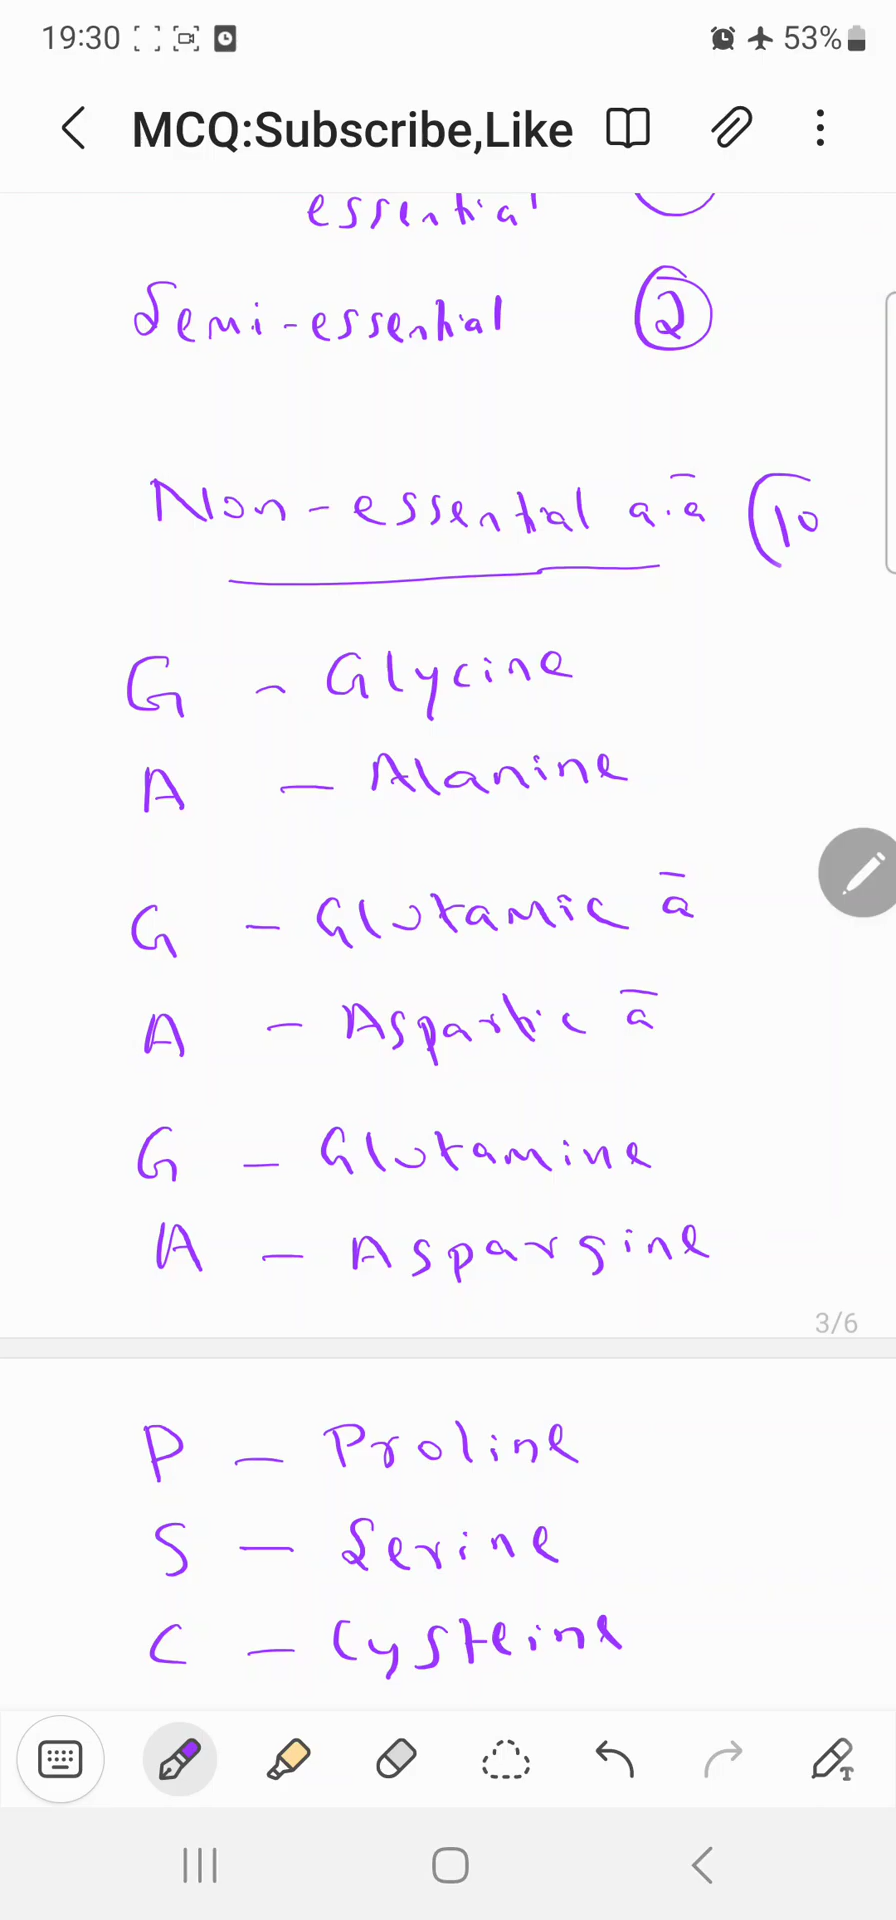 19:30 53%
MCQ:Subscribe,Like
essential
Semi-essential 2
Non-essential a.ā (10
G - Glycine
A - Alanine
G - Glutamic ā
A - Aspartic ā
G - Glutamine
A - Aspargine
3/6
P - Proline
S - Serine
C - Cysteine